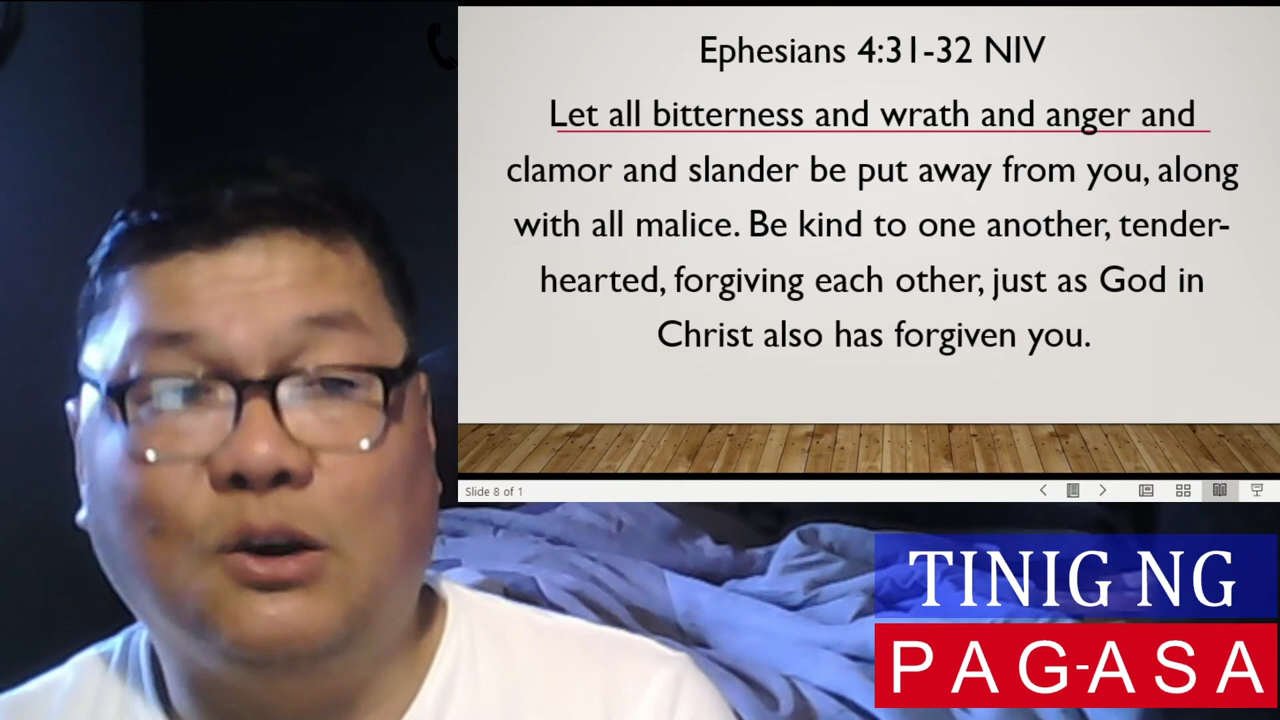 Ephesians 4:31-32 NIV
Let all bitterness and wrath and anger and
clamor and slander be put away from you, along
with all malice. Be kind to one another, tender-
hearted, forgiving each other, just as God in
Christ also has forgiven you.
Slide 8 of 1
TINIG NG
PAG-ASA